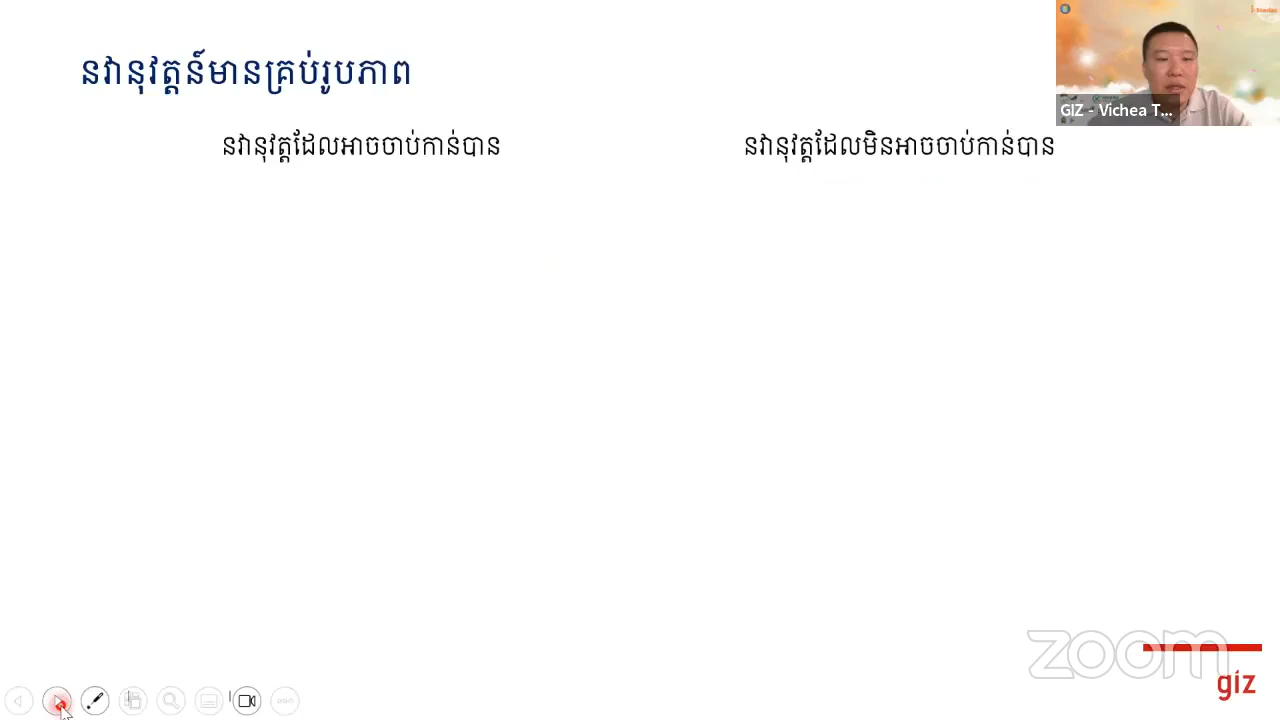 នវានុវត្តន៍មានគ្រប់រូបភាព
នវានុវត្តដែលអាចចាប់កាន់បាន
នវានុវត្តដែលមិនអាចចាប់កាន់បាន
GIZ - Vichea T...
zoom
giz